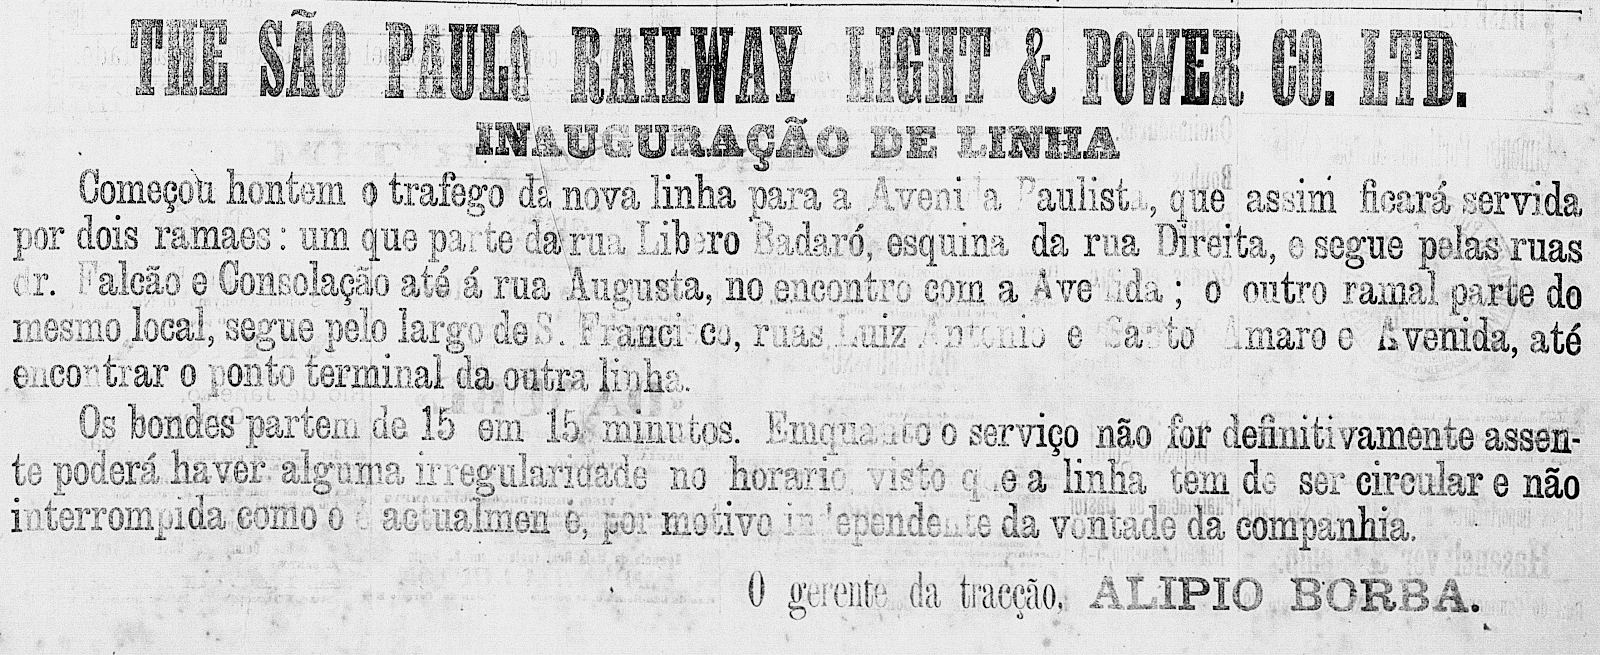 THE SÃO PAULO RAILWAY LIGHT & POWER CO. LTD.
INAUGURAÇÃO DE LINHA
Começou hontem o trafego da nova linha para a Avenida Paulista, que assim ficará servida
por dois ramaes: um que parte da rua Libero Badaró, esquina da rua Direita, e segue pelas ruas
dr. Falcão e Consolação até á rua Augusta, no encontro com a Avenida; o outro ramal parte do
mesmo local, segue pelo largo de S. Francisco, ruas Luiz Antonio e Santo Amaro e Avenida, até
encontrar o ponto terminal da outra linha.
Os bondes partem de 15 em 15 minutos. Emquanto o serviço não for definitivamente assen-
te poderá haver alguma irregularidade no horario visto que a linha tem de ser circular e não
interrompida como o é actualmente, por motivo independente da vontade da companhia.
O gerente da tracção, ALIPIO BORBA.